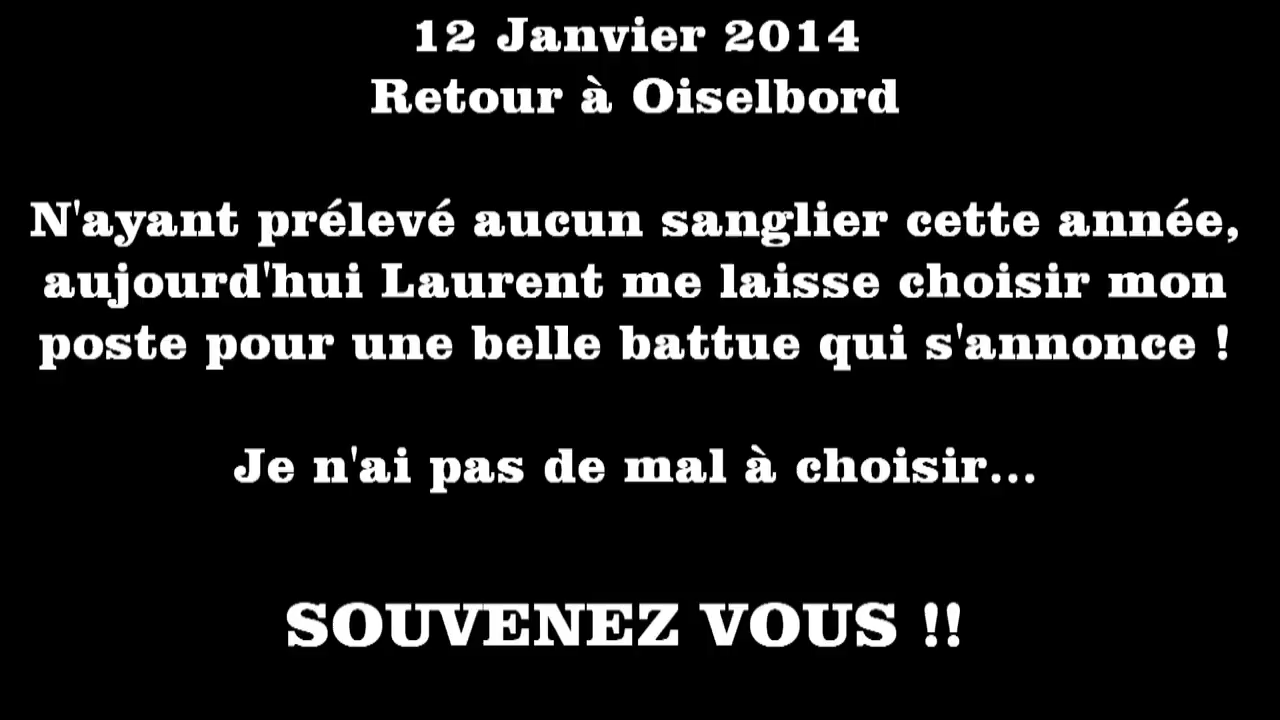 12 Janvier 2014
Retour à Oiselbord
N'ayant prélevé aucun sanglier cette année,
aujourd'hui Laurent me laisse choisir mon
poste pour une belle battue qui s'annonce !
Je n'ai pas de mal à choisir...
SOUVENEZ VOUS !!